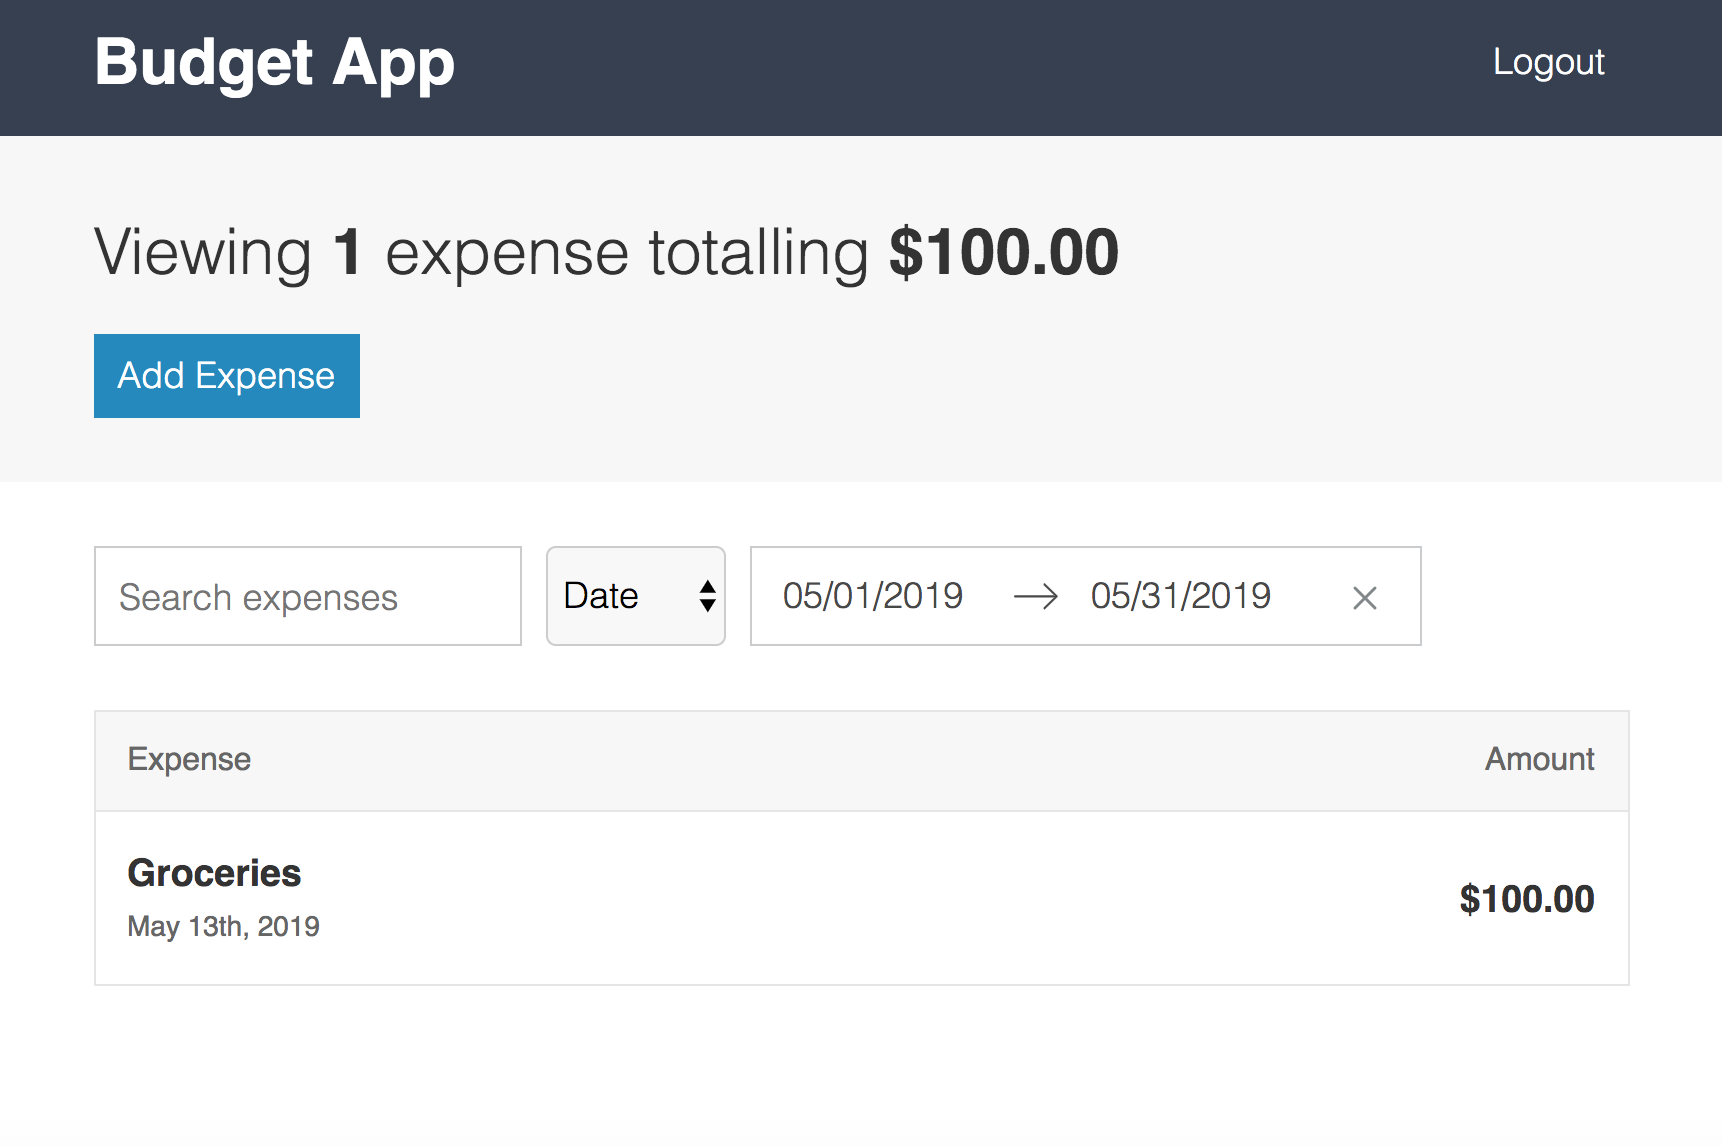 Budget App
Logout
Viewing 1 expense totalling $100.00
Add Expense
Search expenses
Date
05/01/2019 → 05/31/2019
Expense
Amount
Groceries
$100.00
May 13th, 2019